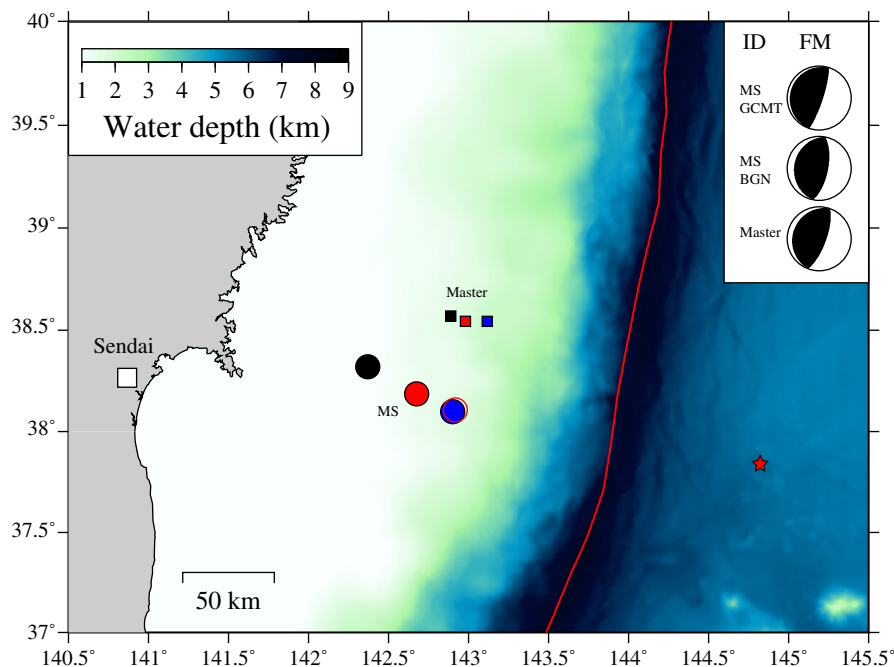 40°
39.5°
39°
38.5°
38°
37.5°
37°
1 2 3 4 5 6 7 8 9
Water depth (km)
ID FM
MS
GCMT
MS
BGN
Master
Master
Sendai
MS
50 km
140.5° 141° 141.5° 142° 142.5° 143° 143.5° 144° 144.5° 145° 145.5°